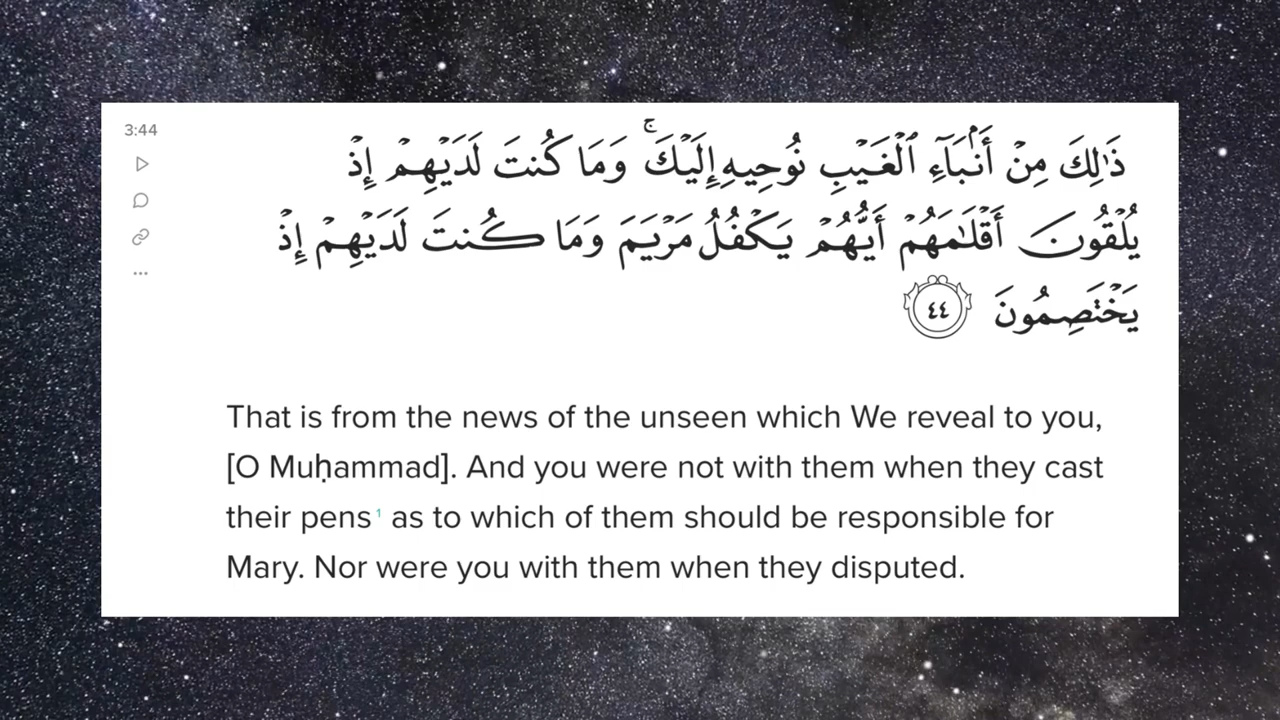 3:44
ذَٰلِكَ مِنْ أَنۢبَآءِ ٱلْغَيْبِ نُوحِيهِ إِلَيْكَ ۚ وَمَا كُنتَ لَدَيْهِمْ إِذْ
يُلْقُونَ أَقْلَـٰمَهُمْ أَيُّهُمْ يَكْفُلُ مَرْيَمَ وَمَا كُنتَ لَدَيْهِمْ إِذْ
يَخْتَصِمُونَ ٤٤
That is from the news of the unseen which We reveal to you,
[O Muḥammad]. And you were not with them when they cast
their pens¹ as to which of them should be responsible for
Mary. Nor were you with them when they disputed.